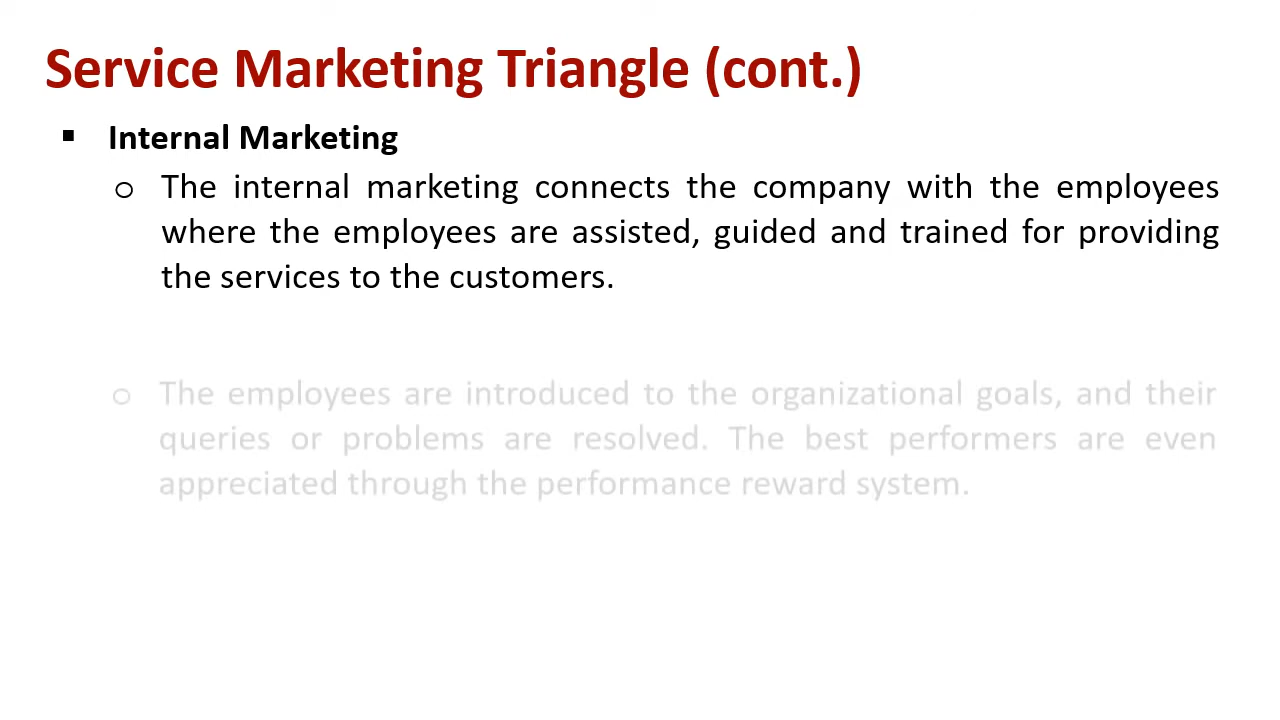 Service Marketing Triangle (cont.)
▪ Internal Marketing
o The internal marketing connects the company with the employees
where the employees are assisted, guided and trained for providing
the services to the customers.
o The employees are introduced to the organizational goals, and their
queries or problems are resolved. The best performers are even
appreciated through the performance reward system.